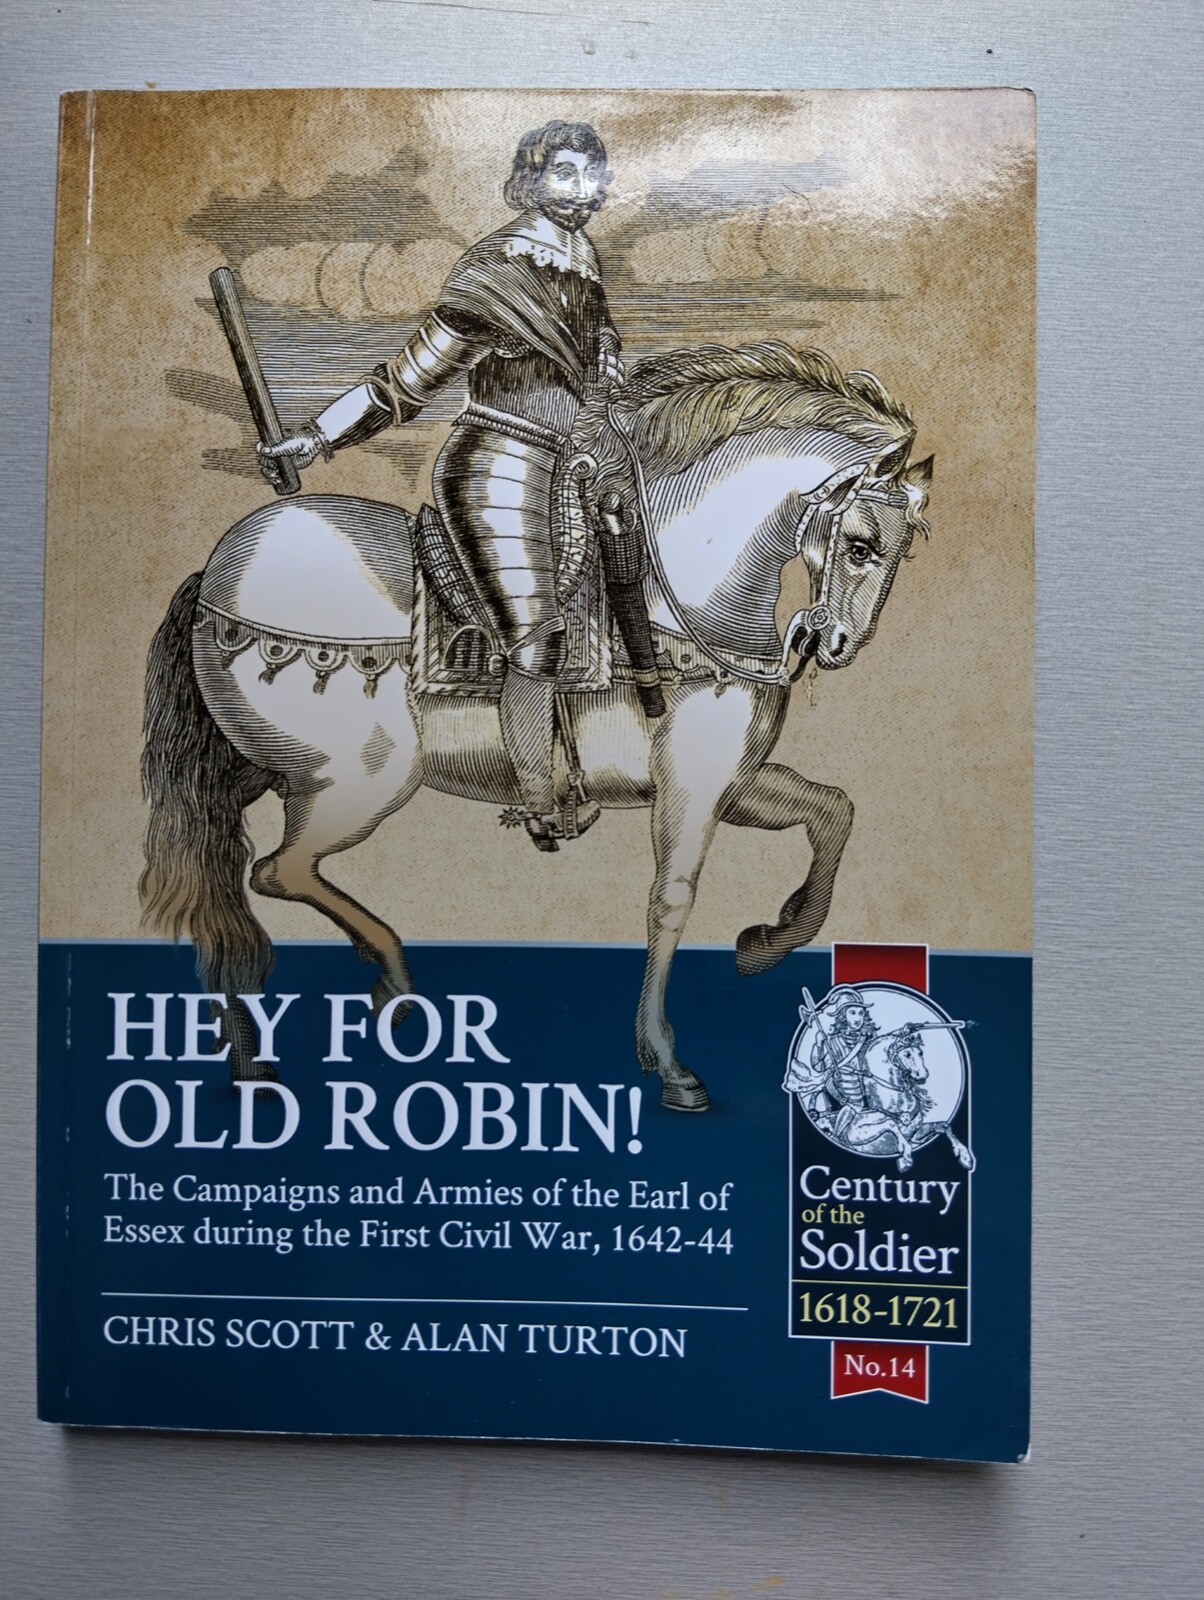 HEY FOR
OLD ROBIN!
The Campaigns and Armies of the Earl of
Essex during the First Civil War, 1642-44
CHRIS SCOTT & ALAN TURTON
Century
of the
Soldier
1618-1721
No.14